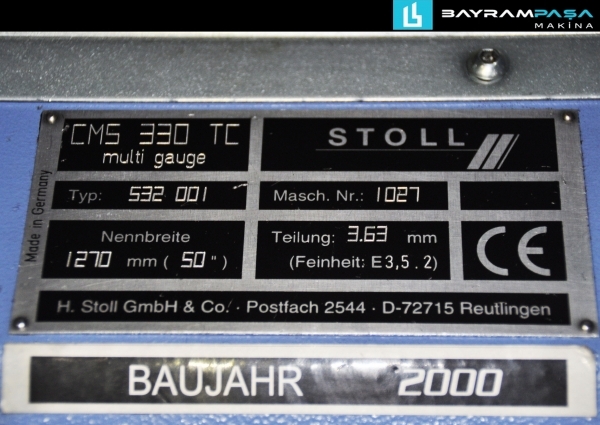 BAYRAMPAŞA
MAKİNA
CMS 330 TC
multi gauge
STOLL
Typ: 532 001
Masch. Nr.: 1027
Made in Germany
Nennbreite
1270 mm ( 50 ")
Teilung: 3.63 mm
(Feinheit: E 3,5 . 2)
CE
H. Stoll GmbH & Co. · Postfach 2544 · D-72715 Reutlingen
BAUJAHR 2000